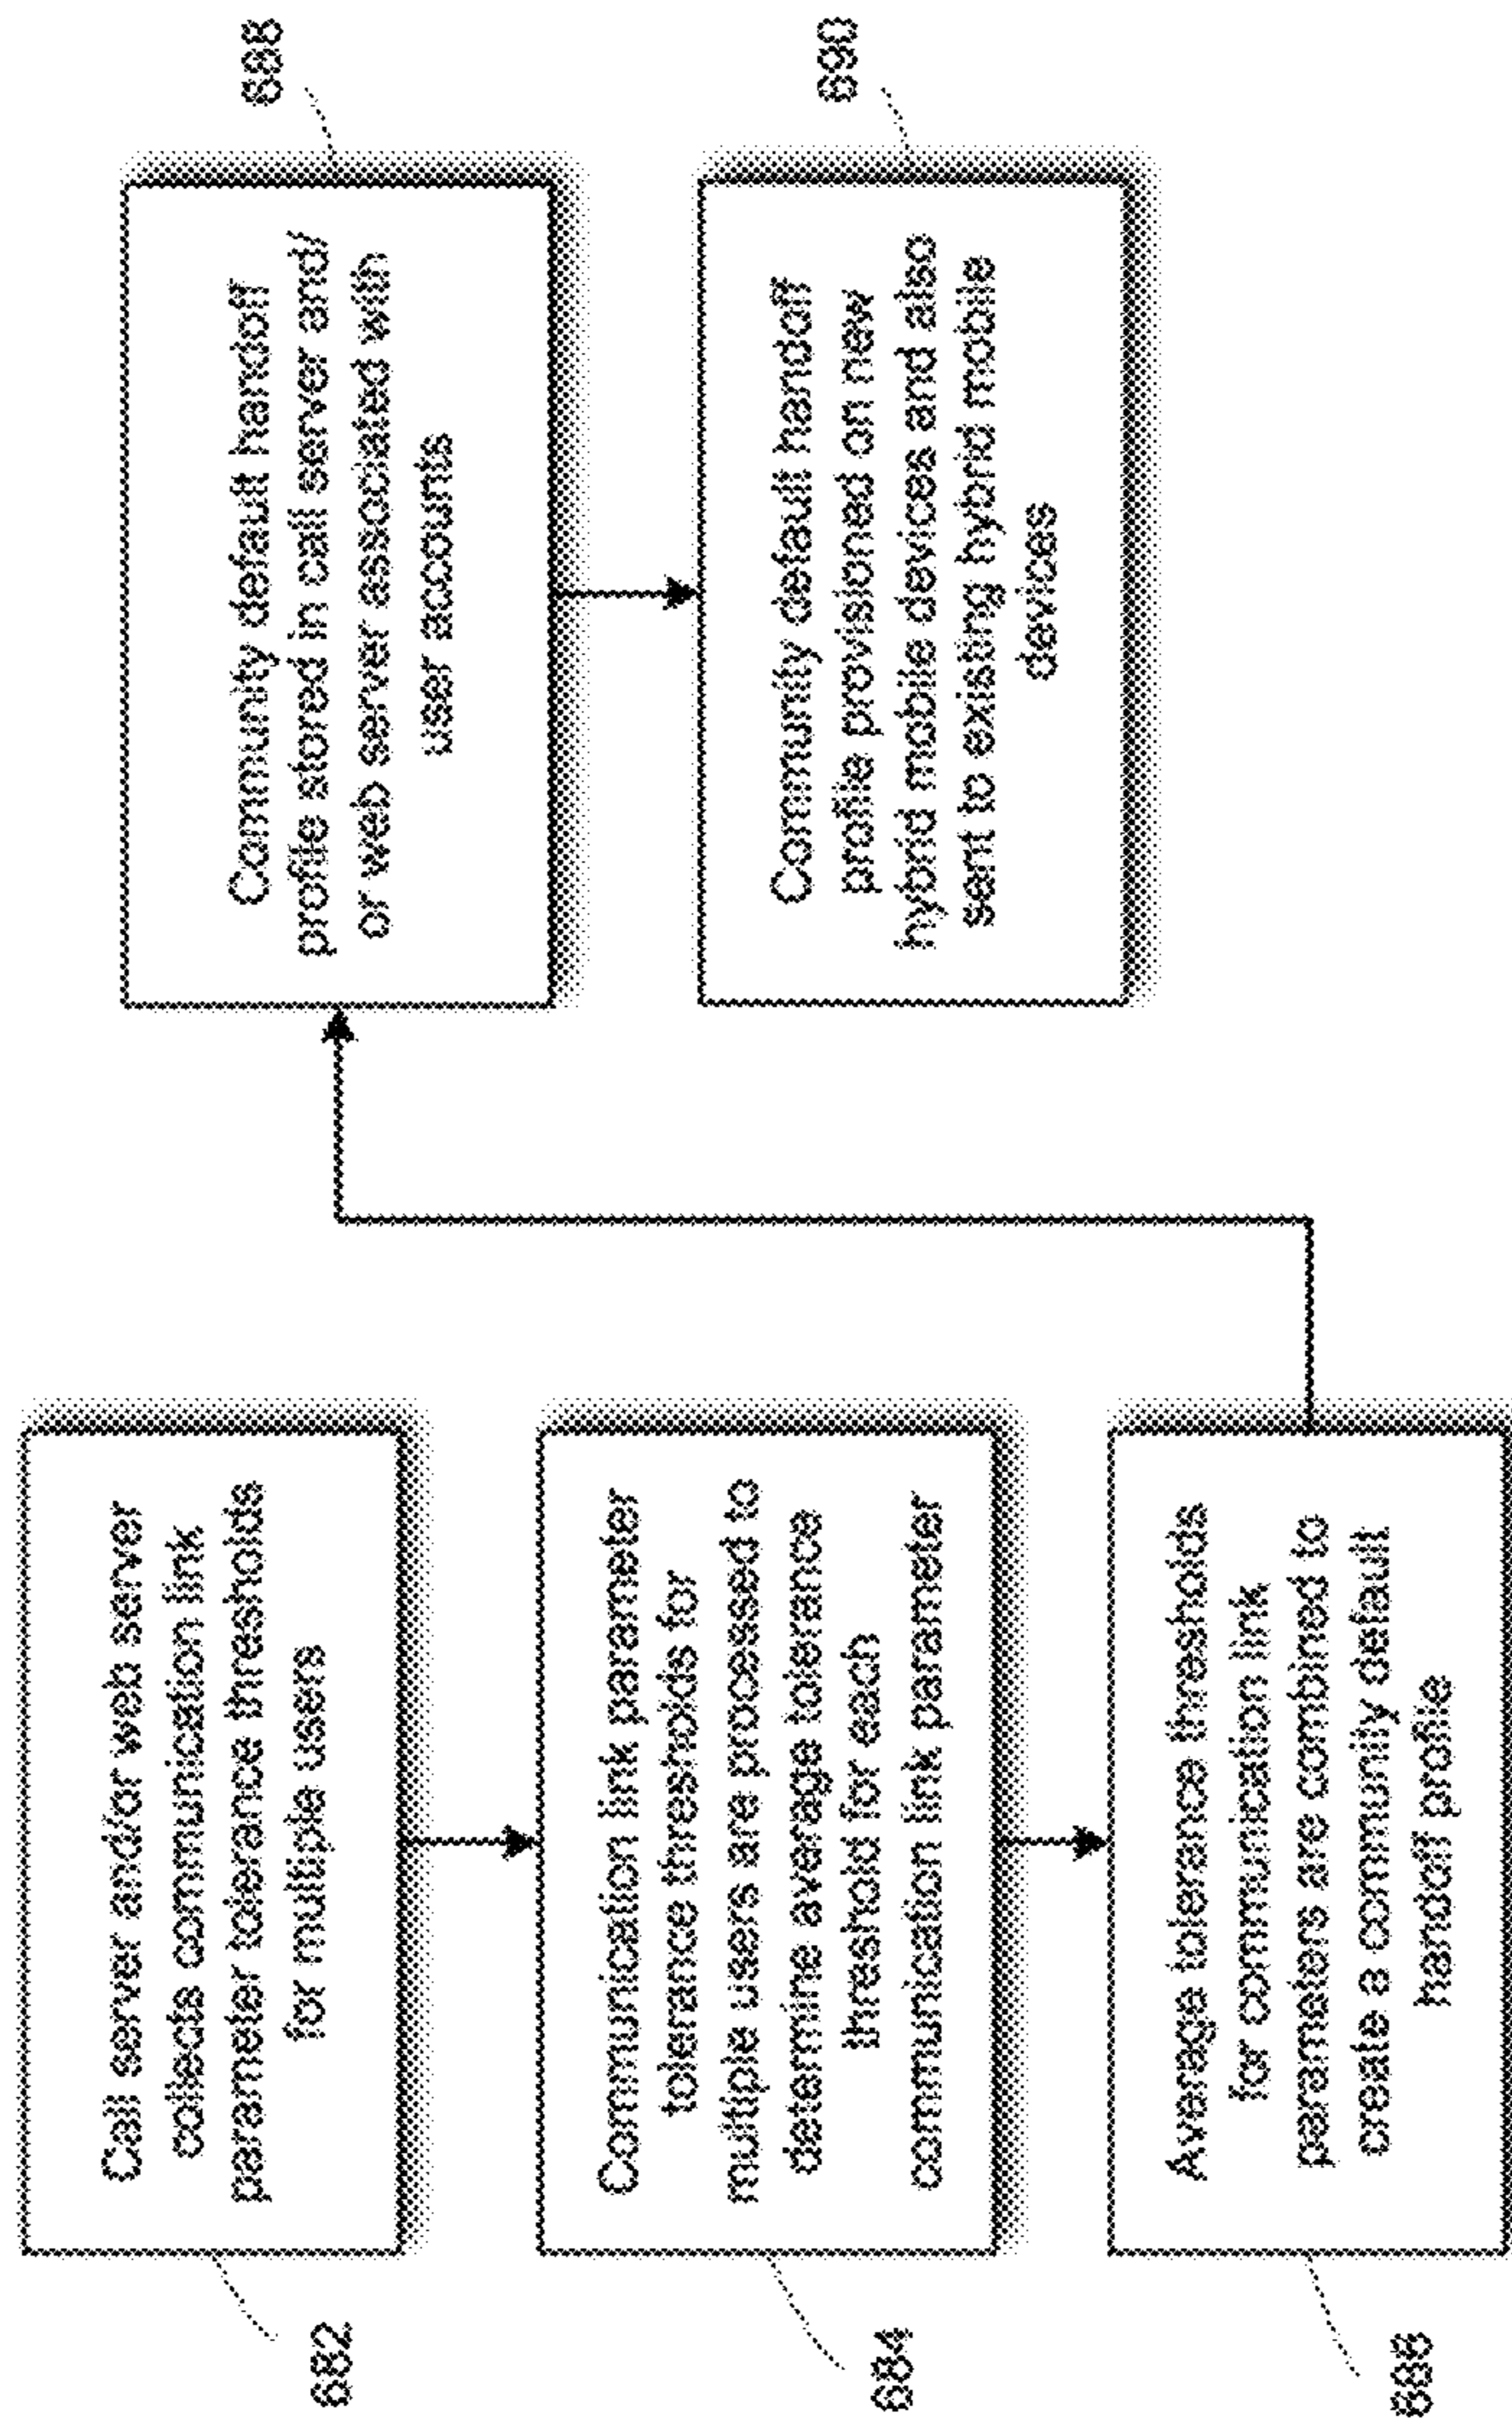 682
Call server and/or web server
collects communication link
parameter tolerance thresholds
for multiple users
684
Communication link parameter
tolerance thresholds for
multiple users are processed to
determine average tolerance
threshold for each
communication link parameter
686
Average tolerance thresholds
for communication link
parameters are combined to
create a community default
handoff profile
688
Community default handoff
profile stored in call server and/
or web server associated with
user accounts
690
Community default handoff
profile provisioned on new
hybrid mobile devices and also
sent to existing hybrid mobile
devices